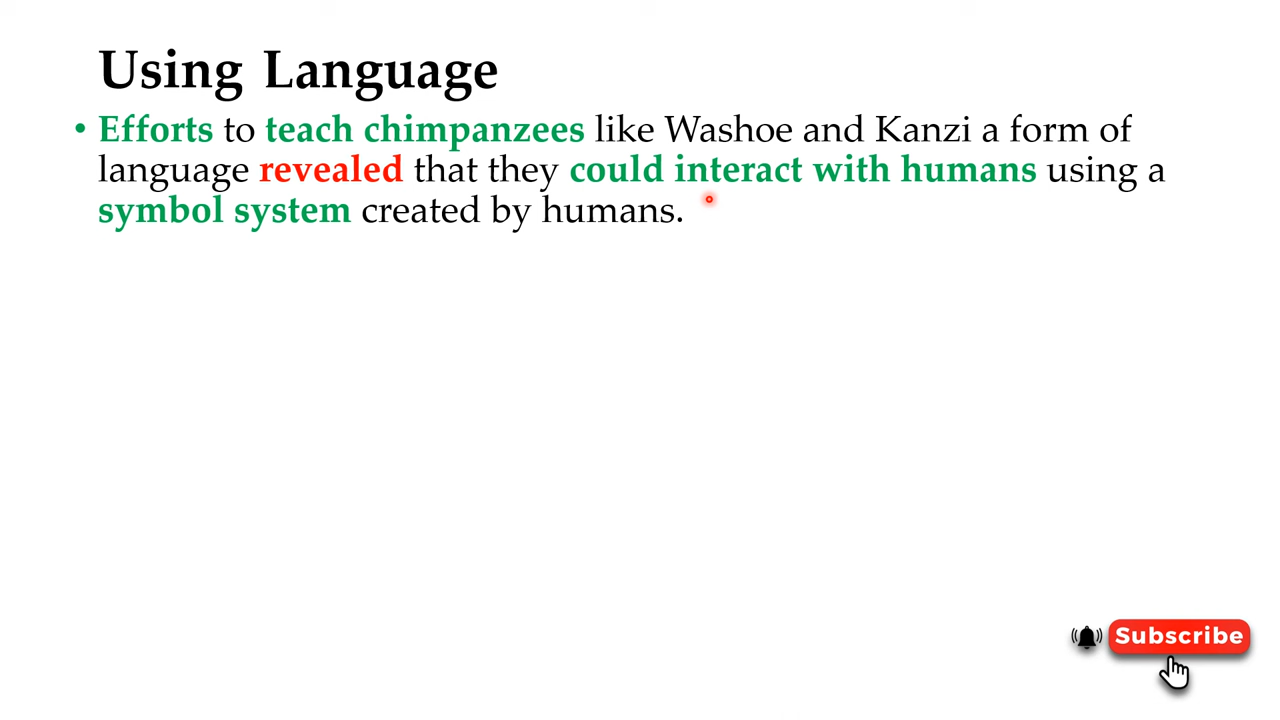 Using Language
• Efforts to teach chimpanzees like Washoe and Kanzi a form of
language revealed that they could interact with humans using a
symbol system created by humans.
Subscribe